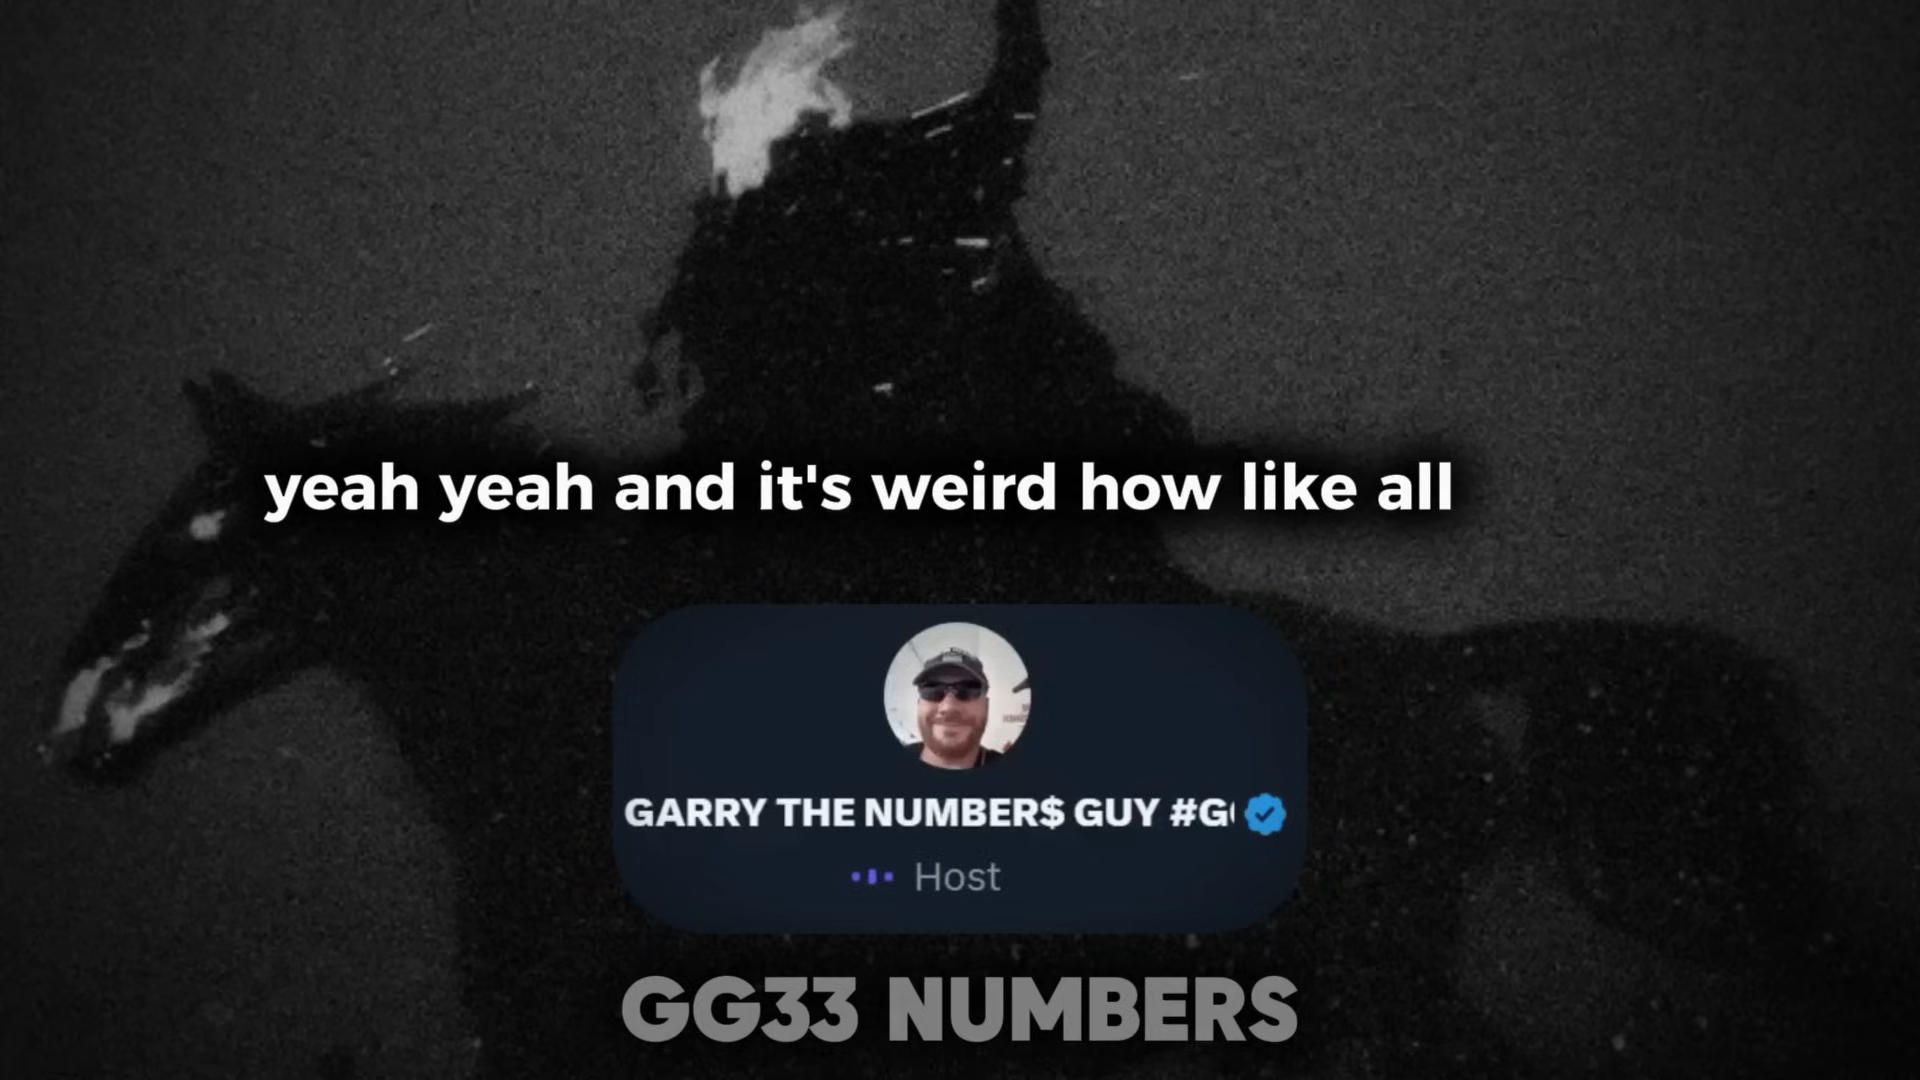 yeah yeah and it's weird how like all
GARRY THE NUMBER$ GUY #G
Host
GG33 NUMBERS